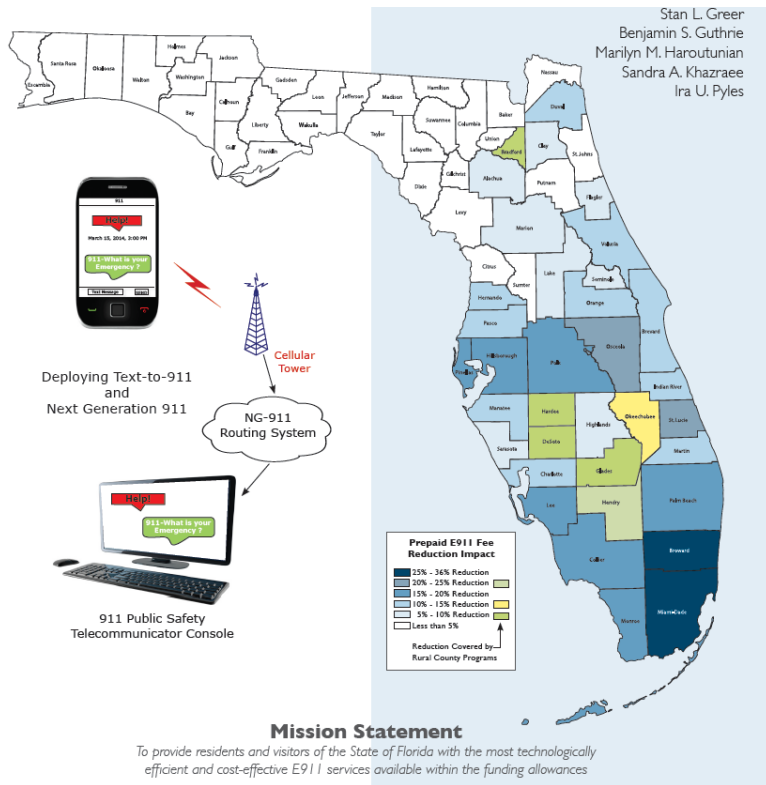 Stan L. Greer
Benjamin S. Guthrie
Marilyn M. Haroutunian
Sandra A. Khazraee
Ira U. Pyles
Escambia
Santa Rosa
Okaloosa
Walton
Holmes
Washington
Jackson
Bay
Calhoun
Gulf
Gadsden
Liberty
Franklin
Leon
Wakulla
Jefferson
Madison
Taylor
Hamilton
Suwannee
Lafayette
Dixie
Columbia
Gilchrist
Levy
Baker
Union
Bradford
Alachua
Nassau
Duval
Clay
St. Johns
Putnam
Flagler
Marion
Volusia
Citrus
Sumter
Lake
Seminole
Hernando
Orange
Pasco
Brevard
Pinellas
Hillsborough
Polk
Osceola
Indian River
Manatee
Hardee
Highlands
Okeechobee
St. Lucie
Sarasota
DeSoto
Martin
Charlotte
Glades
Lee
Hendry
Palm Beach
Collier
Broward
Monroe
Miami-Dade
911
Help!
March 15, 2014, 3:00 PM
911-What is your
Emergency ?
Text Message
Cellular
Tower
Deploying Text-to-911
and
Next Generation 911
NG-911
Routing System
Help!
911-What is your
Emergency ?
911 Public Safety
Telecommunicator Console
Prepaid E911 Fee
Reduction Impact
25% - 36% Reduction
20% - 25% Reduction
15% - 20% Reduction
10% - 15% Reduction
5% - 10% Reduction
Less than 5%
Reduction Covered by
Rural County Programs
Mission Statement
To provide residents and visitors of the State of Florida with the most technologically
efficient and cost-effective E911 services available within the funding allowances